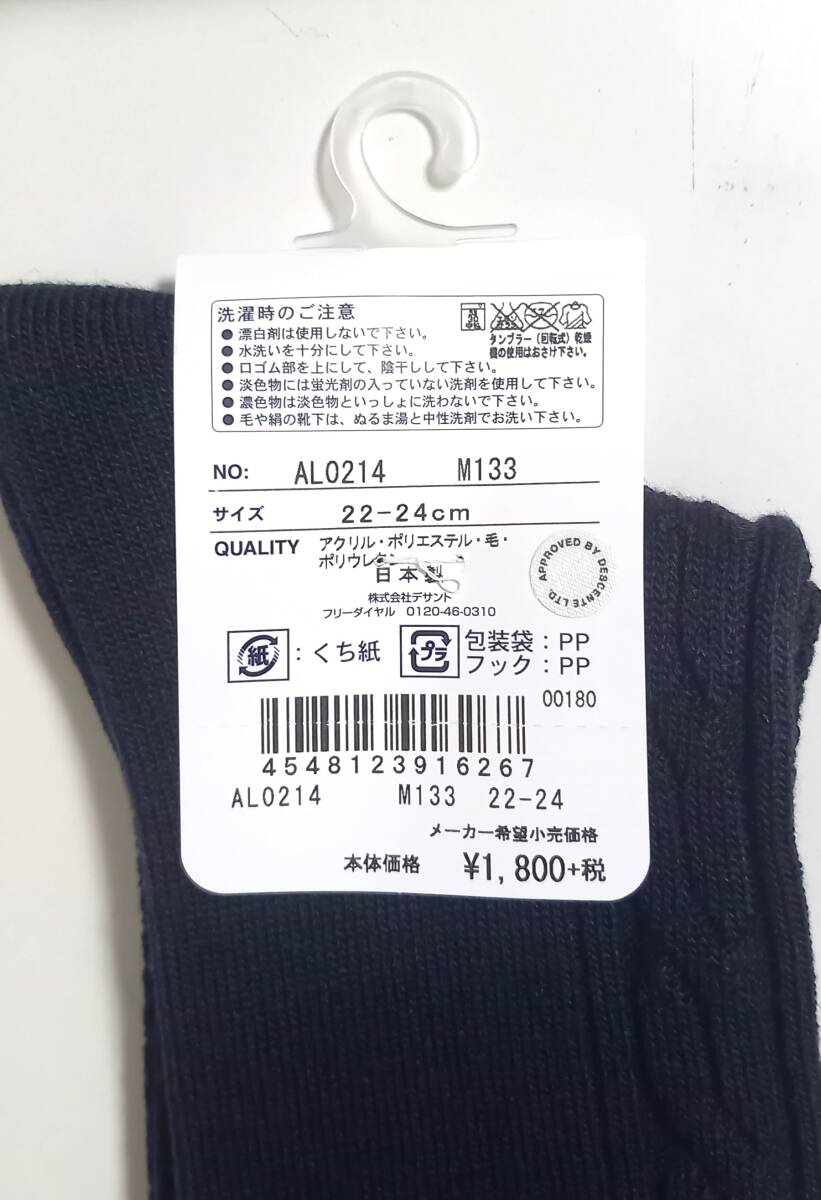 洗濯時のご注意
● 漂白剤は使用しないで下さい。
● 水洗いを十分にして下さい。
● 口ゴム部を上にして、陰干しして下さい。
● 淡色物には蛍光剤の入っていない洗剤を使用して下さい。
● 濃色物は淡色物といっしょに洗わないで下さい。
● 毛や絹の靴下は、ぬるま湯と中性洗剤でお洗い下さい。
タンブラー（回転式）乾燥
機の使用はおさけ下さい。
NO: AL0214 M133
サイズ 22-24cm
QUALITY アクリル・ポリエステル・毛・
ポリウレタン
日本製
株式会社デサント
フリーダイヤル 0120-46-0310
APPROVED BY DESCENTE LTD.
紙 : くち紙
プラ 包装袋 : PP
フック : PP
00180
4548123916267
AL0214 M133 22-24
メーカー希望小売価格
本体価格 ¥1,800+税